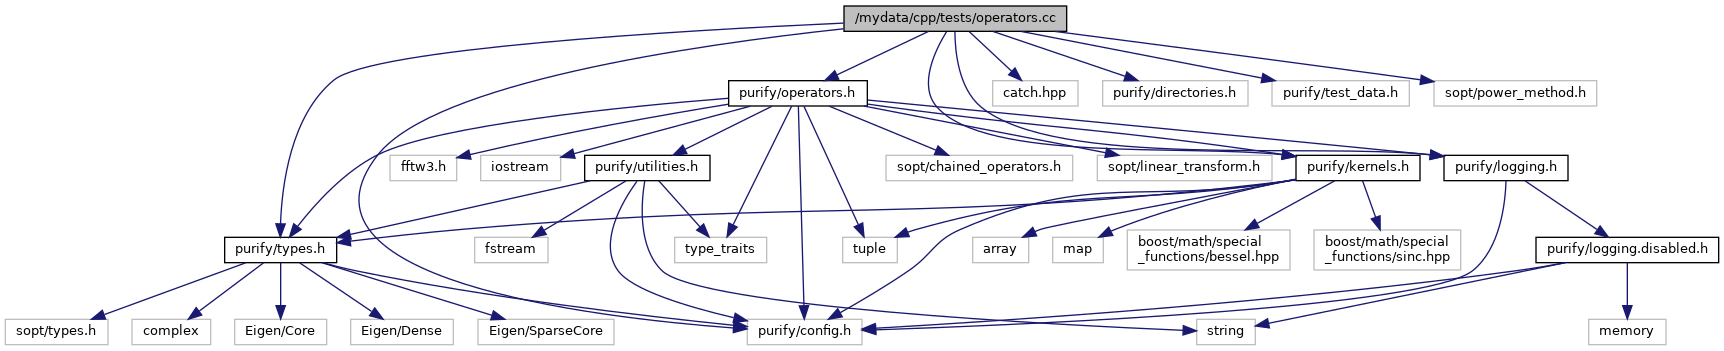 /mydata/cpp/tests/operators.cc
purify/operators.h
catch.hpp
purify/directories.h
purify/test_data.h
sopt/power_method.h
fftw3.h
iostream
purify/utilities.h
sopt/chained_operators.h
sopt/linear_transform.h
purify/kernels.h
purify/logging.h
purify/types.h
fstream
type_traits
tuple
array
map
boost/math/special
_functions/bessel.hpp
boost/math/special
_functions/sinc.hpp
purify/logging.disabled.h
sopt/types.h
complex
Eigen/Core
Eigen/Dense
Eigen/SparseCore
purify/config.h
string
memory